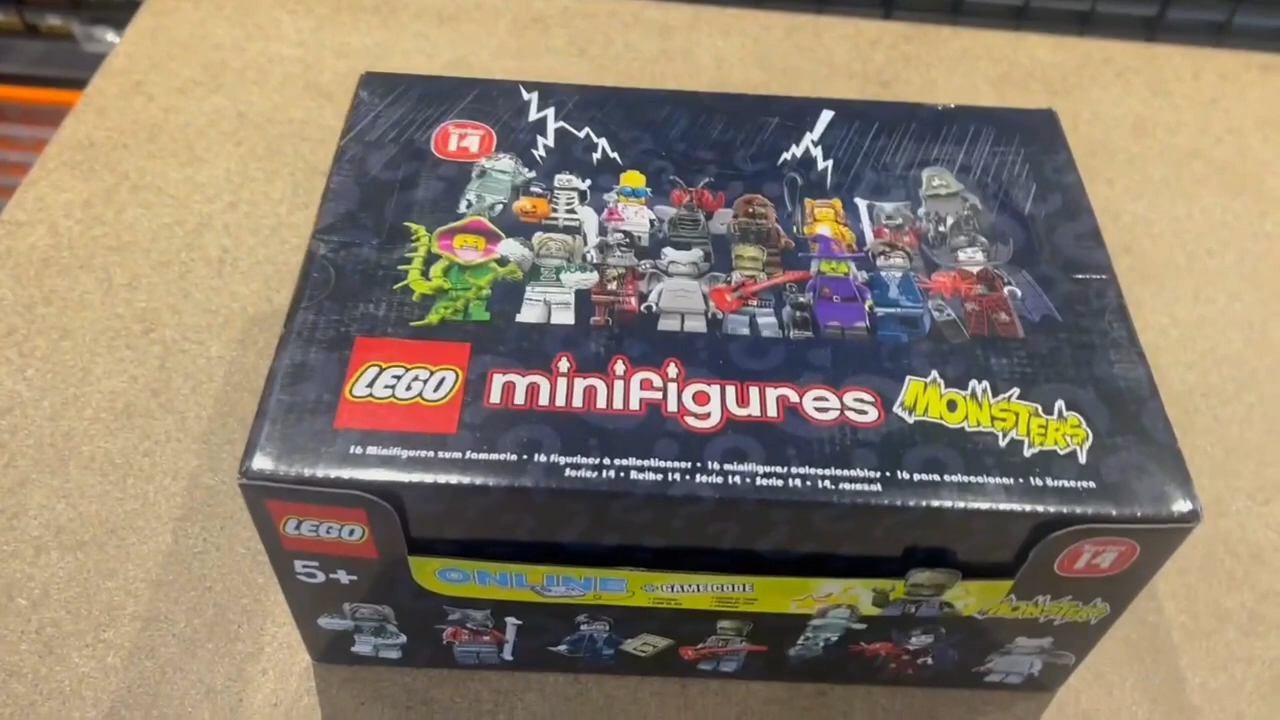 Series
14
LEGO
minifigures
MONSTERS
16 Minifiguren zum Sammeln • 16 figurines à collectionner • 16 minifiguras coleccionables • 16 para colecionar • 16 összeren
Series 14 • Reihe 14 • Série 14 • Serie 14 • 14. sorozat
LEGO
5+
ONLINE
+ GAME CODE
Series
14
MONSTERS